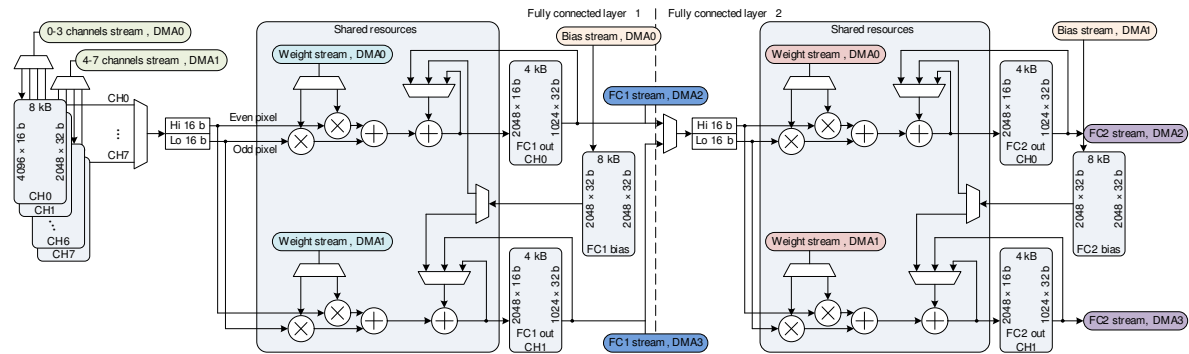 Fully connected layer 1
Fully connected layer 2
0-3 channels stream , DMA0
4-7 channels stream , DMA1
8 kB
4096 × 16 b
2048 × 32 b
CH0
CH1
...
CH6
CH7
CH0
...
CH7
Hi 16 b
Lo 16 b
Even pixel
Odd pixel
Shared resources
Weight stream , DMA0
Weight stream , DMA1
4 kB
2048 × 16 b
1024 × 32 b
FC1 out
CH0
4 kB
2048 × 16 b
1024 × 32 b
FC1 out
CH1
Bias stream , DMA0
8 kB
2048 × 32 b
2048 × 32 b
FC1 bias
FC1 stream , DMA2
FC1 stream , DMA3
Hi 16 b
Lo 16 b
Shared resources
Weight stream , DMA0
Weight stream , DMA1
4 kB
2048 × 16 b
1024 × 32 b
FC2 out
CH0
4 kB
2048 × 16 b
1024 × 32 b
FC2 out
CH1
Bias stream , DMA1
8 kB
2048 × 32 b
2048 × 32 b
FC2 bias
FC2 stream , DMA2
FC2 stream , DMA3